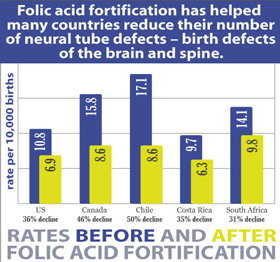 Folic acid fortification has helped
many countries reduce their number
of neural tube defects – birth defects
of the brain and spine.
rate per 10,000 births
10.8 6.9 15.8 8.6 17.1 8.6 9.7 6.3 14.1 9.8
US Canada Chile Costa Rica South Africa
36% decline 46% decline 50% decline 35% decline 31% decline
RATES BEFORE AND AFTER
FOLIC ACID FORTIFICATION